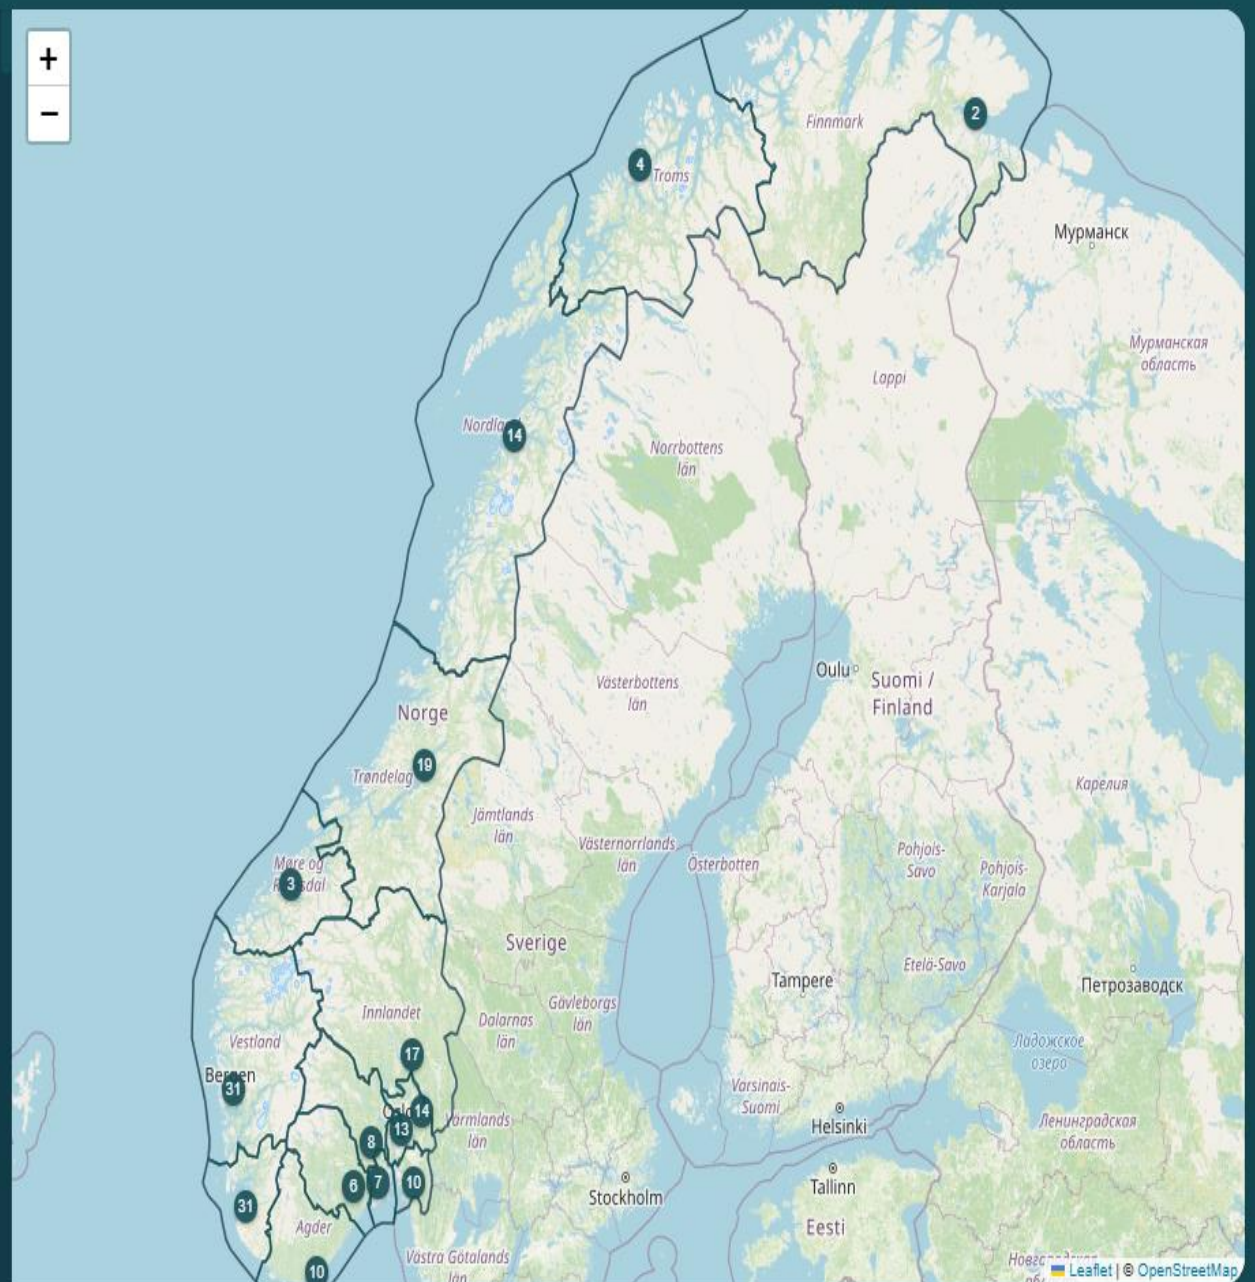 +
−
2
Finnmark
4
Troms
Мурманск
Мурманская
область
Lappi
14
Norrbottens
län
Oulu
Suomi /
Finland
Västerbottens
län
Norge
19
Trøndelag
Jämtlands
län
Västernorrlands
län
Österbotten
Pohjois-
Savo
Pohjois-
Karjala
Карелия
Møre og
3
Sverige
Etelä-Savo
Tampere
Петрозаводск
Innlandet
Gävleborgs
län
Dalarnas
län
Vestland
Ладожское
озеро
17
Bergen
31
Varsinais-
Suomi
14
13
län
Helsinki
Ленинградская
область
8
6
7
10
Stockholm
Tallinn
31
Agder
Eesti
Västra Götalands
län
10
Leaflet | © OpenStreetMap